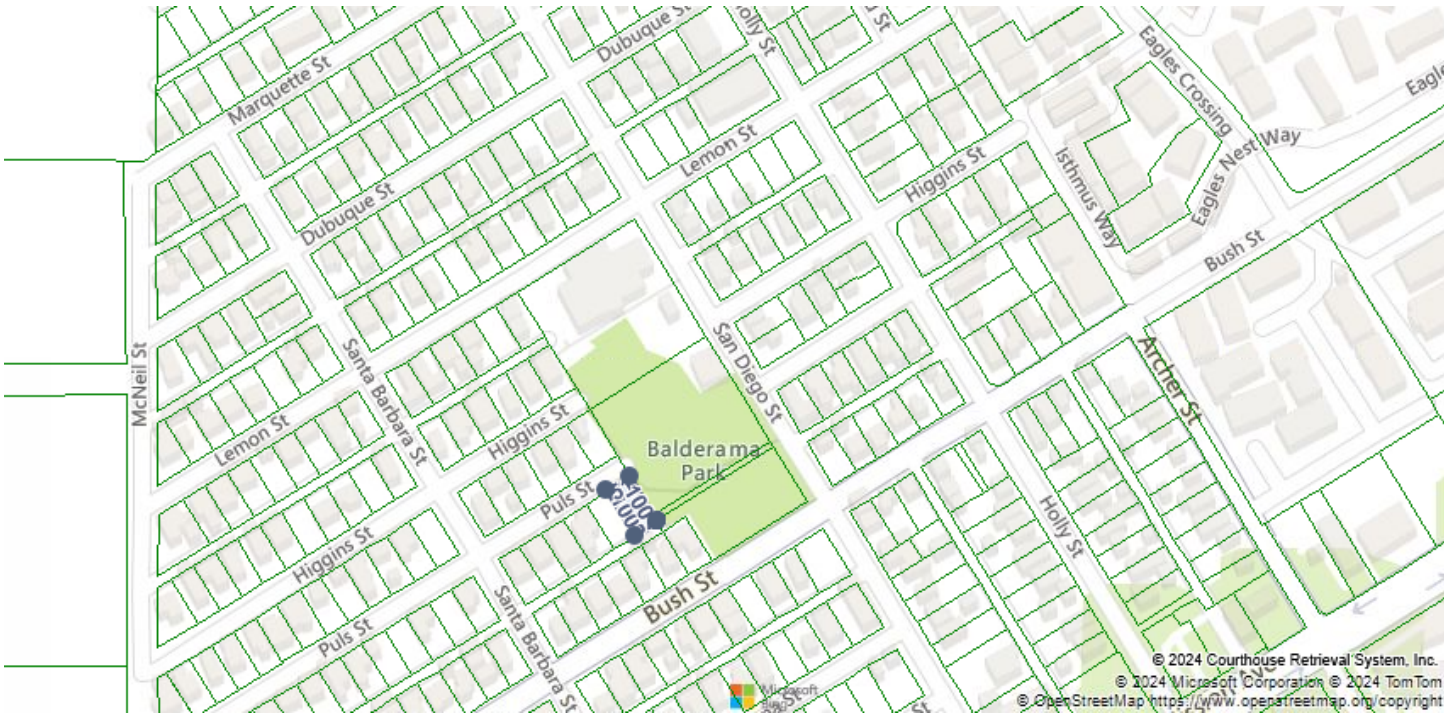 Dubuque St
Holly St
Marquette St
Eagles Crossing
Lemon St
Eagles Nest Way
Higgins St
Isthmus Way
Dubuque St
Bush St
McNeil St
Santa Barbara St
San Diego St
Archer St
Lemon St
Higgins St
Balderama
Park
Puls St
Holly St
Higgins St
Bush St
Santa Barbara St
Puls St
© 2024 Courthouse Retrieval System, Inc.
© 2024 Microsoft Corporation © 2024 TomTom
© OpenStreetMap https://www.openstreetmap.org/copyright
Microsoft
Bing